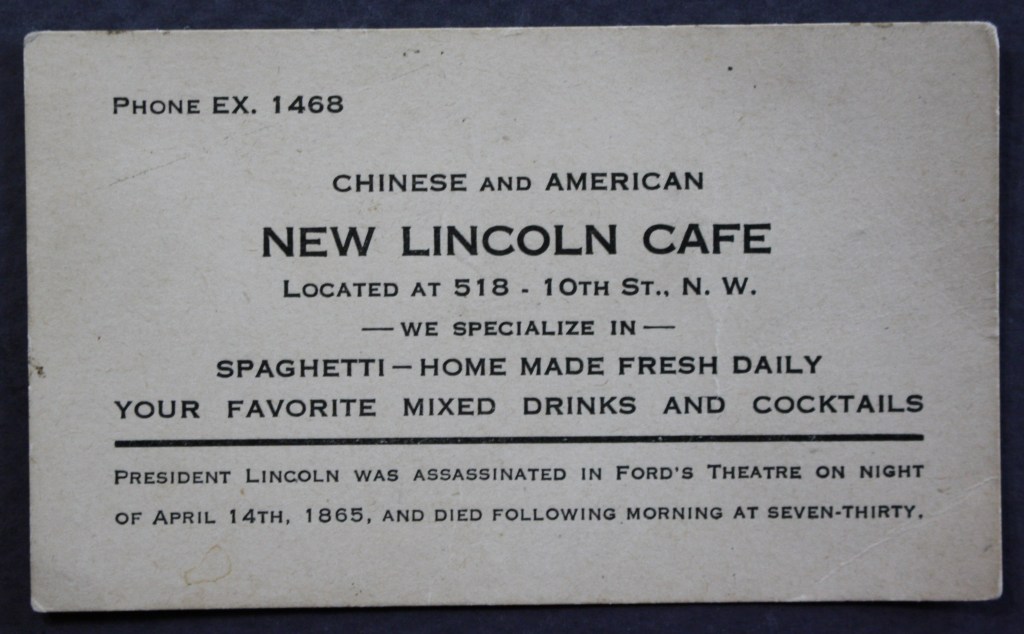 PHONE EX. 1468
CHINESE AND AMERICAN
NEW LINCOLN CAFE
LOCATED AT 518 - 10TH ST., N. W.
— WE SPECIALIZE IN —
SPAGHETTI — HOME MADE FRESH DAILY
YOUR FAVORITE MIXED DRINKS AND COCKTAILS
PRESIDENT LINCOLN WAS ASSASSINATED IN FORD'S THEATRE ON NIGHT
OF APRIL 14TH, 1865, AND DIED FOLLOWING MORNING AT SEVEN-THIRTY.